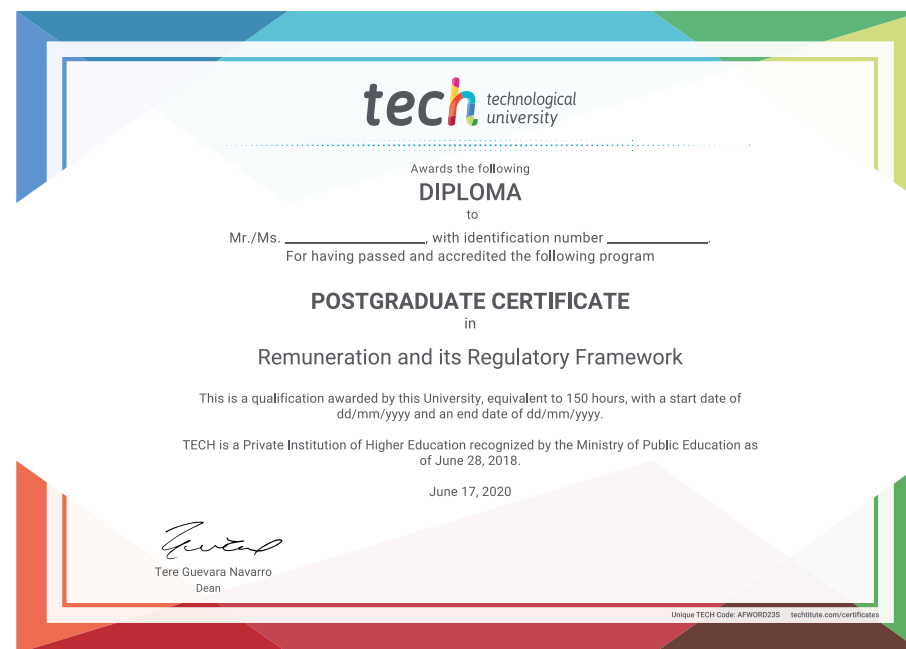 tech technological
university
Awards the following
DIPLOMA
to
Mr./Ms. ____________________, with identification number ______________.
For having passed and accredited the following program
POSTGRADUATE CERTIFICATE
in
Remuneration and its Regulatory Framework
This is a qualification awarded by this University, equivalent to 150 hours, with a start date of
dd/mm/yyyy and an end date of dd/mm/yyyy.
TECH is a Private Institution of Higher Education recognized by the Ministry of Public Education as
of June 28, 2018.
June 17, 2020
Tere Guevara Navarro
Dean
Unique TECH Code: AFWORD23S techtitute.com/certificates